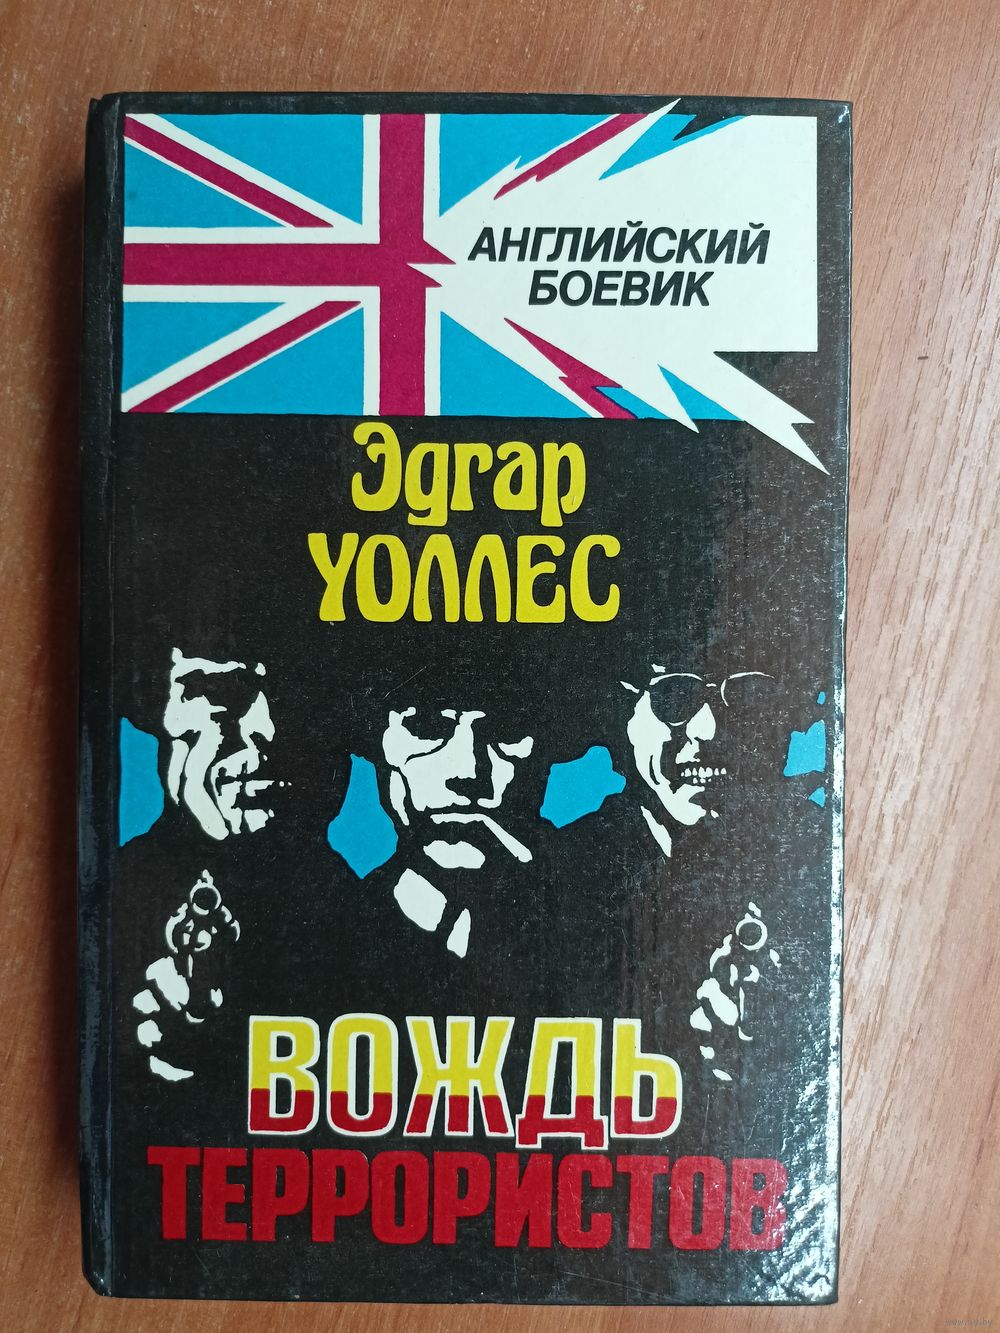 АНГЛИЙСКИЙ
БОЕВИК
Эдгар
УОЛЛЕС
ВОЖДЬ
ТЕРРОРИСТОВ